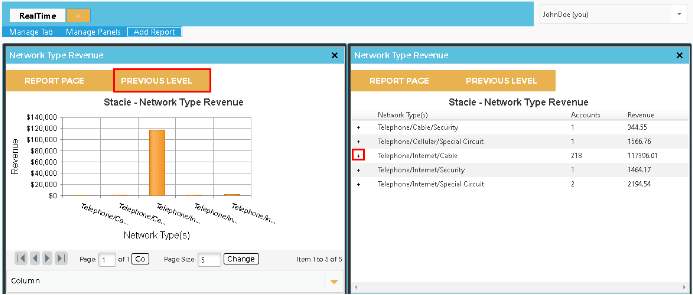 RealTime
+
JohnDoe (you)
Manage Tab Manage Panels Add Report
Network Type Revenue
×
REPORT PAGE PREVIOUS LEVEL
Stacie - Network Type Revenue
$140,000
$120,000
$100,000
$80,000
$60,000
$40,000
$20,000
$0
Revenue
Telephone/Ca...
Telephone/Ce...
Telephone/In...
Telephone/In...
Telephone/In...
Network Type(s)
Page: 1 of 1 Go Page Size: 5 Change Item 1 to 5 of 5
Column
Network Type Revenue
×
REPORT PAGE PREVIOUS LEVEL
Stacie - Network Type Revenue
Network Type(s) Accounts Revenue
+ Telephone/Cable/Security 1 344.55
+ Telephone/Cellular/Special Circuit 1 1566.76
+ Telephone/Internet/Cable 218 117996.01
+ Telephone/Internet/Security 1 1464.17
+ Telephone/Internet/Special Circuit 2 2194.54